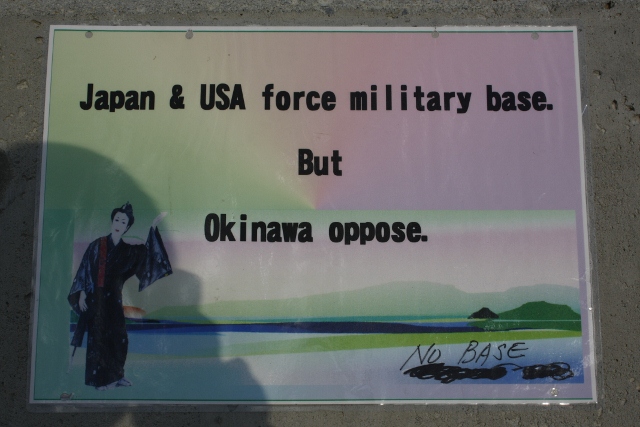 Japan & USA force military base.
But
Okinawa oppose.
NO BASE